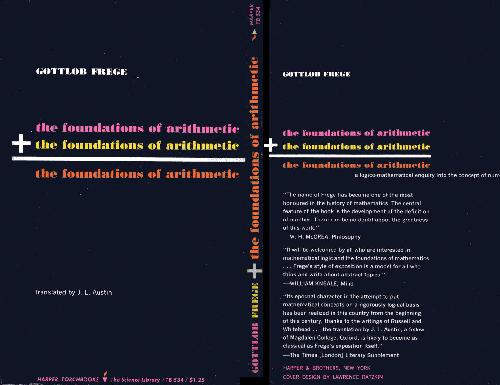 GOTTLOB FREGE
the foundations of arithmetic
+ the foundations of arithmetic
the foundations of arithmetic
translated by J. L. Austin
HARPER TORCHBOOKS The Science Library / TB 534 / $1.25
TB 534
the foundations of arithmetic
+
GOTTLOB FREGE
GOTTLOB FREGE
the foundations of arithmetic
+ the foundations of arithmetic
the foundations of arithmetic
a logico-mathematical enquiry into the concept of num
"The name of Frege has become one of the most
honoured in the history of mathematics. The central
feature of the book is the development of the definition
of number. There can be no doubt about the greatness
of this work."
W. H. McCREA, Philosophy
"It will be welcomed by all who are interested in
mathematical logic and the foundations of mathematics
. . . Frege's style of exposition is a model for all who
think and write about abstract topics."
—WILLIAM KNEALE, Mind
"Its epochal character in the attempt to put
mathematical concepts on a rigorously logical basis
has been realized in this country from the beginning
of this century, thanks to the writings of Russell and
Whitehead . . . the translation by J. L. Austin, a fellow
of Magdalen College, Oxford, is likely to become as
classical as Frege's exposition itself."
—The Times [London] Literary Supplement
HARPER & BROTHERS, NEW YORK
COVER DESIGN BY LAWRENCE RATZKIN